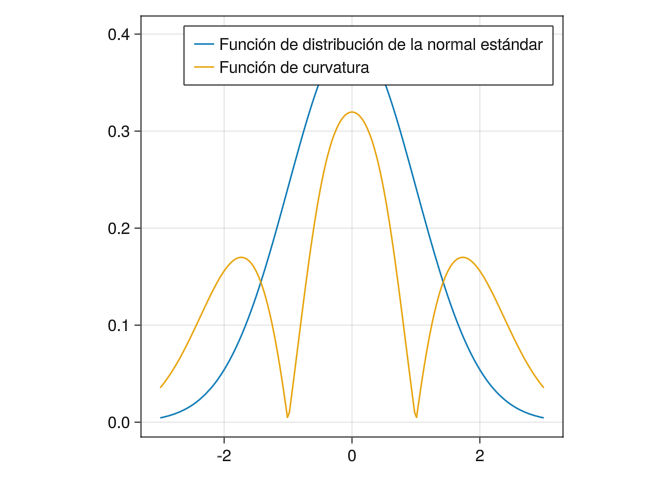 0.4
Función de distribución de la normal estándar
Función de curvatura
0.3
0.2
0.1
0.0
-2 0 2